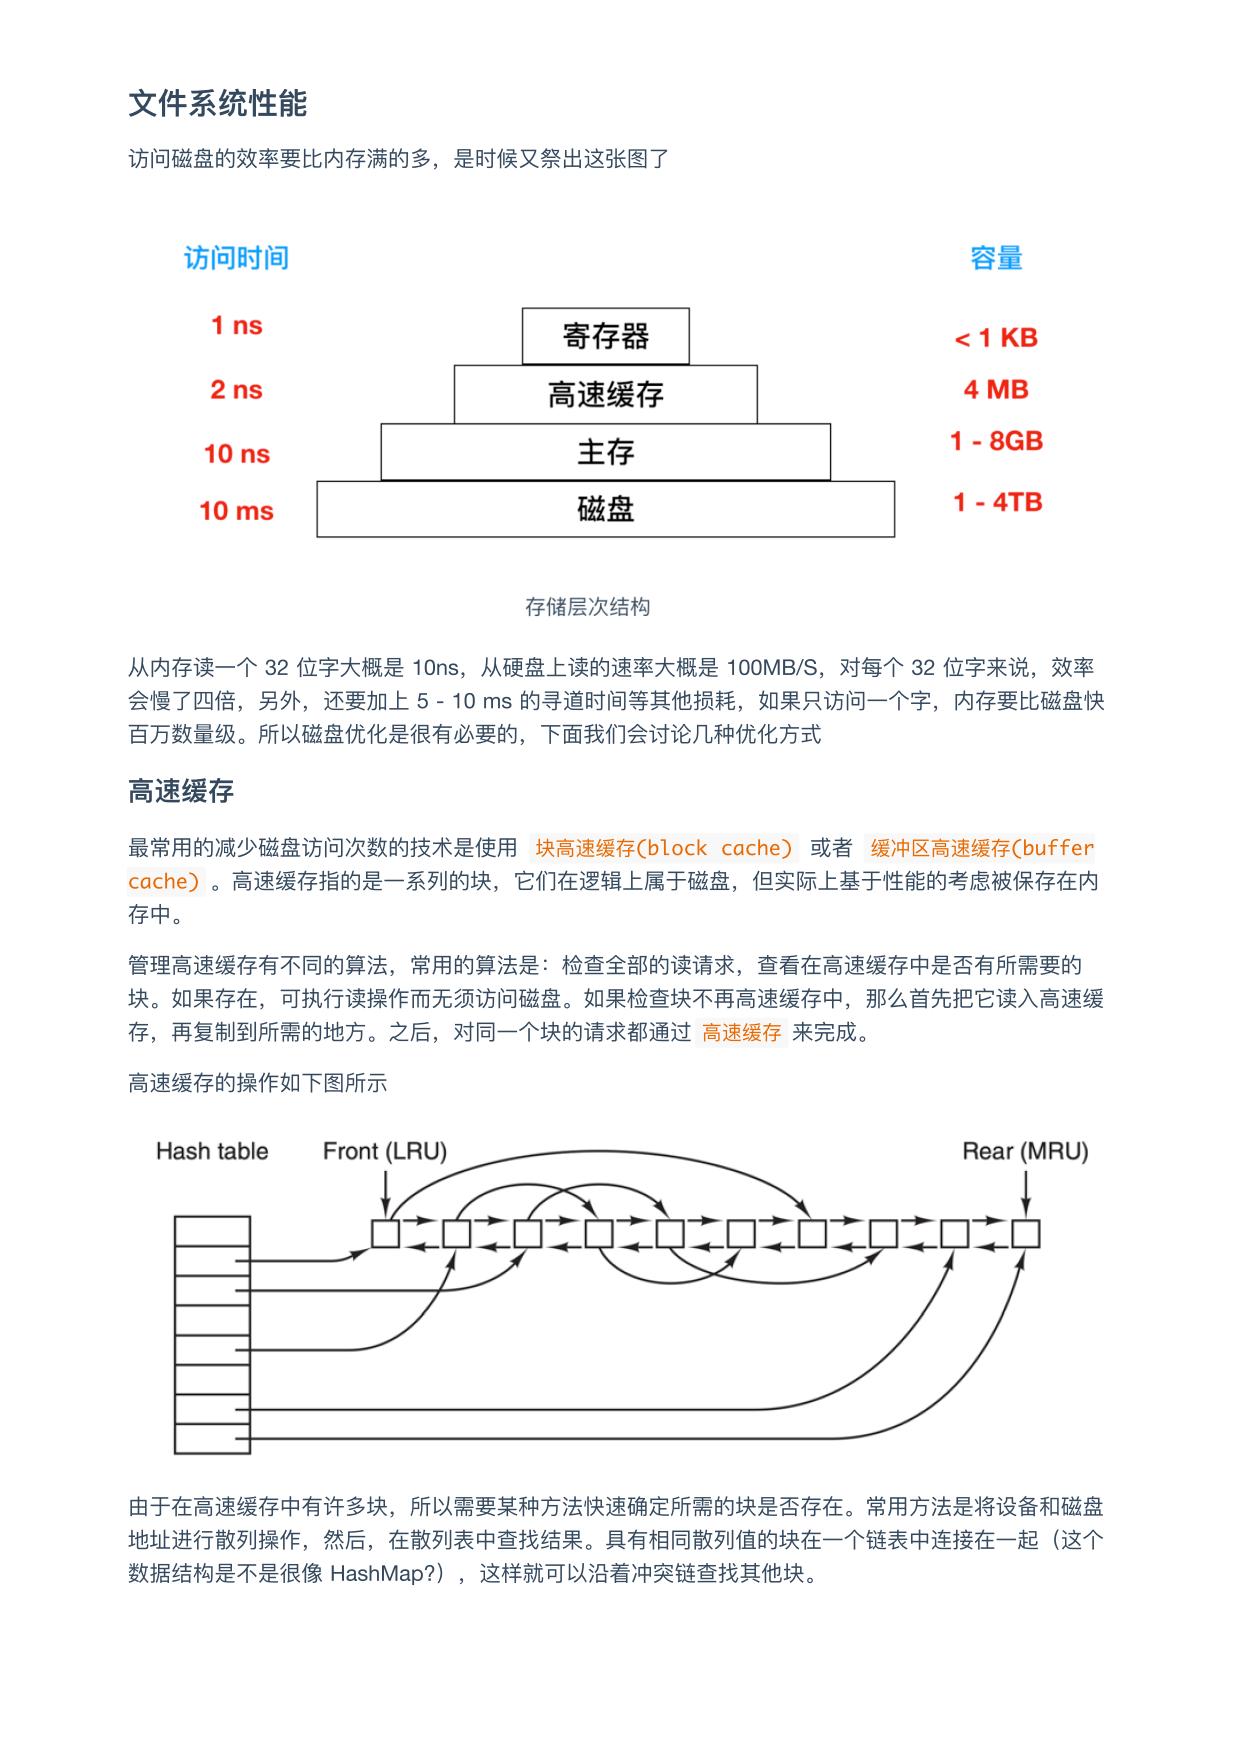 文件系统性能
访问磁盘的效率要比内存满的多，是时候又祭出这张图了
访问时间
容量
1 ns
寄存器
< 1 KB
2 ns
高速缓存
4 MB
10 ns
主存
1 - 8GB
10 ms
磁盘
1 - 4TB
存储层次结构
从内存读一个 32 位字大概是 10ns，从硬盘上读的速率大概是 100MB/S，对每个 32 位字来说，效率
会慢了四倍，另外，还要加上 5 - 10 ms 的寻道时间等其他损耗，如果只访问一个字，内存要比磁盘快
百万数量级。所以磁盘优化是很有必要的，下面我们会讨论几种优化方式
高速缓存
最常用的减少磁盘访问次数的技术是使用 块高速缓存(block cache) 或者 缓冲区高速缓存(buffer
cache) 。高速缓存指的是一系列的块，它们在逻辑上属于磁盘，但实际上基于性能的考虑被保存在内
存中。
管理高速缓存有不同的算法，常用的算法是：检查全部的读请求，查看在高速缓存中是否有所需要的
块。如果存在，可执行读操作而无须访问磁盘。如果检查块不再高速缓存中，那么首先把它读入高速缓
存，再复制到所需的地方。之后，对同一个块的请求都通过 高速缓存 来完成。
高速缓存的操作如下图所示
Hash table
Front (LRU)
Rear (MRU)
由于在高速缓存中有许多块，所以需要某种方法快速确定所需的块是否存在。常用方法是将设备和磁盘
地址进行散列操作，然后，在散列表中查找结果。具有相同散列值的块在一个链表中连接在一起（这个
数据结构是不是很像 HashMap?），这样就可以沿着冲突链查找其他块。